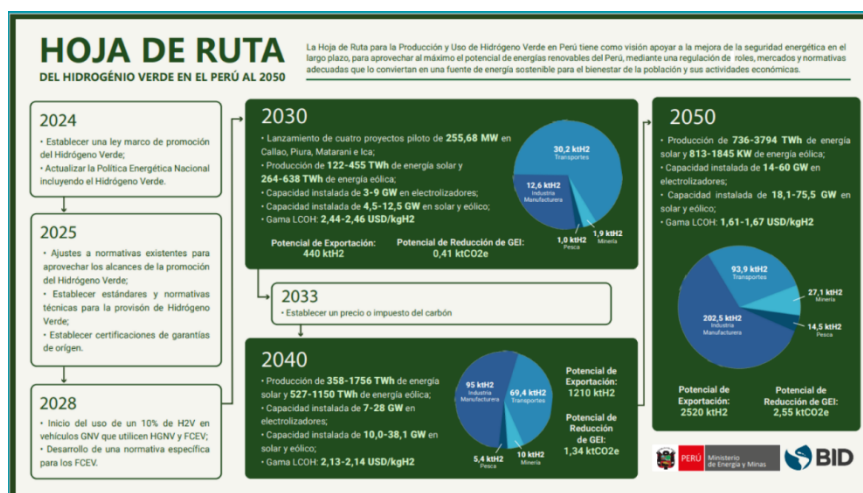 HOJA DE RUTA
DEL HIDROGÉNIO VERDE EN EL PERÚ AL 2050
La Hoja de Ruta para la Producción y Uso de Hidrógeno Verde en Perú tiene como visión apoyar a la mejora de la seguridad energética en el
largo plazo, para aprovechar al máximo el potencial de energías renovables del Perú, mediante una regulación de roles, mercados y normativas
adecuadas que lo conviertan en una fuente de energía sostenible para el bienestar de la población y sus actividades económicas.
2024
• Establecer una ley marco de promoción
del Hidrógeno Verde;
• Actualizar la Política Energética Nacional
incluyendo el Hidrógeno Verde.
2025
• Ajustes a normativas existentes para
aprovechar los alcances de la promoción
del Hidrógeno Verde;
• Establecer estándares y normativas
técnicas para la provisón de Hidrógeno
Verde;
• Establecer certificaciones de garantías
de orígen.
2028
• Inicio del uso de un 10% de H2V en
vehículos GNV que utilicen HGNV y FCEV;
• Desarrollo de una normativa específica
para los FCEV.
2030
• Lanzamiento de cuatro proyectos piloto de 255,68 MW en
Callao, Piura, Matarani e Ica;
• Producción de 122-455 TWh de energía solar y
264-638 TWh de energía eólica;
• Capacidad instalada de 3-9 GW en electrolizadores;
• Capacidad instalada de 4,5-12,5 GW en solar y eólico;
• Gama LCOH: 2,44-2,46 USD/kgH2
Potencial de Exportación:
440 ktH2
Potencial de Reducción de GEI:
0,41 ktCO2e
30,2 ktH2
Transportes
12,6 ktH2
Industria
Manufacturera
1,0 ktH2
Pesca
1,9 ktH2
Minería
2033
• Establecer un precio o impuesto del carbón
2040
• Producción de 358-1756 TWh de energía
solar y 527-1150 TWh de energía eólica;
• Capacidad instalada de 7-28 GW en
electrolizadores;
• Capacidad instalada de 10,0-38,1 GW en
solar y eólico;
• Gama LCOH: 2,13-2,14 USD/kgH2
95 ktH2
Industria
Manufacturera
69,4 ktH2
Transportes
5,4 ktH2
Pesca
10 ktH2
Minería
Potencial de
Exportación:
1210 ktH2
Potencial de
Reducción
de GEI:
1,34 ktCO2e
2050
• Producción de 736-3794 TWh de energía
solar y 813-1845 KW de energía eólica;
• Capacidad instalada de 14-60 GW en
electrolizadores;
• Capacidad instalada de 18,1-75,5 GW en
solar y eólico;
• Gama LCOH: 1,61-1,67 USD/kgH2
93,9 ktH2
Transportes
27,1 ktH2
Minería
202,5 ktH2
Industria
Manufacturera
14,5 ktH2
Pesca
Potencial de
Exportación:
2520 ktH2
Potencial de
Reducción de GEI:
2,55 ktCO2e
PERÚ
Ministerio
de Energía y Minas
BID